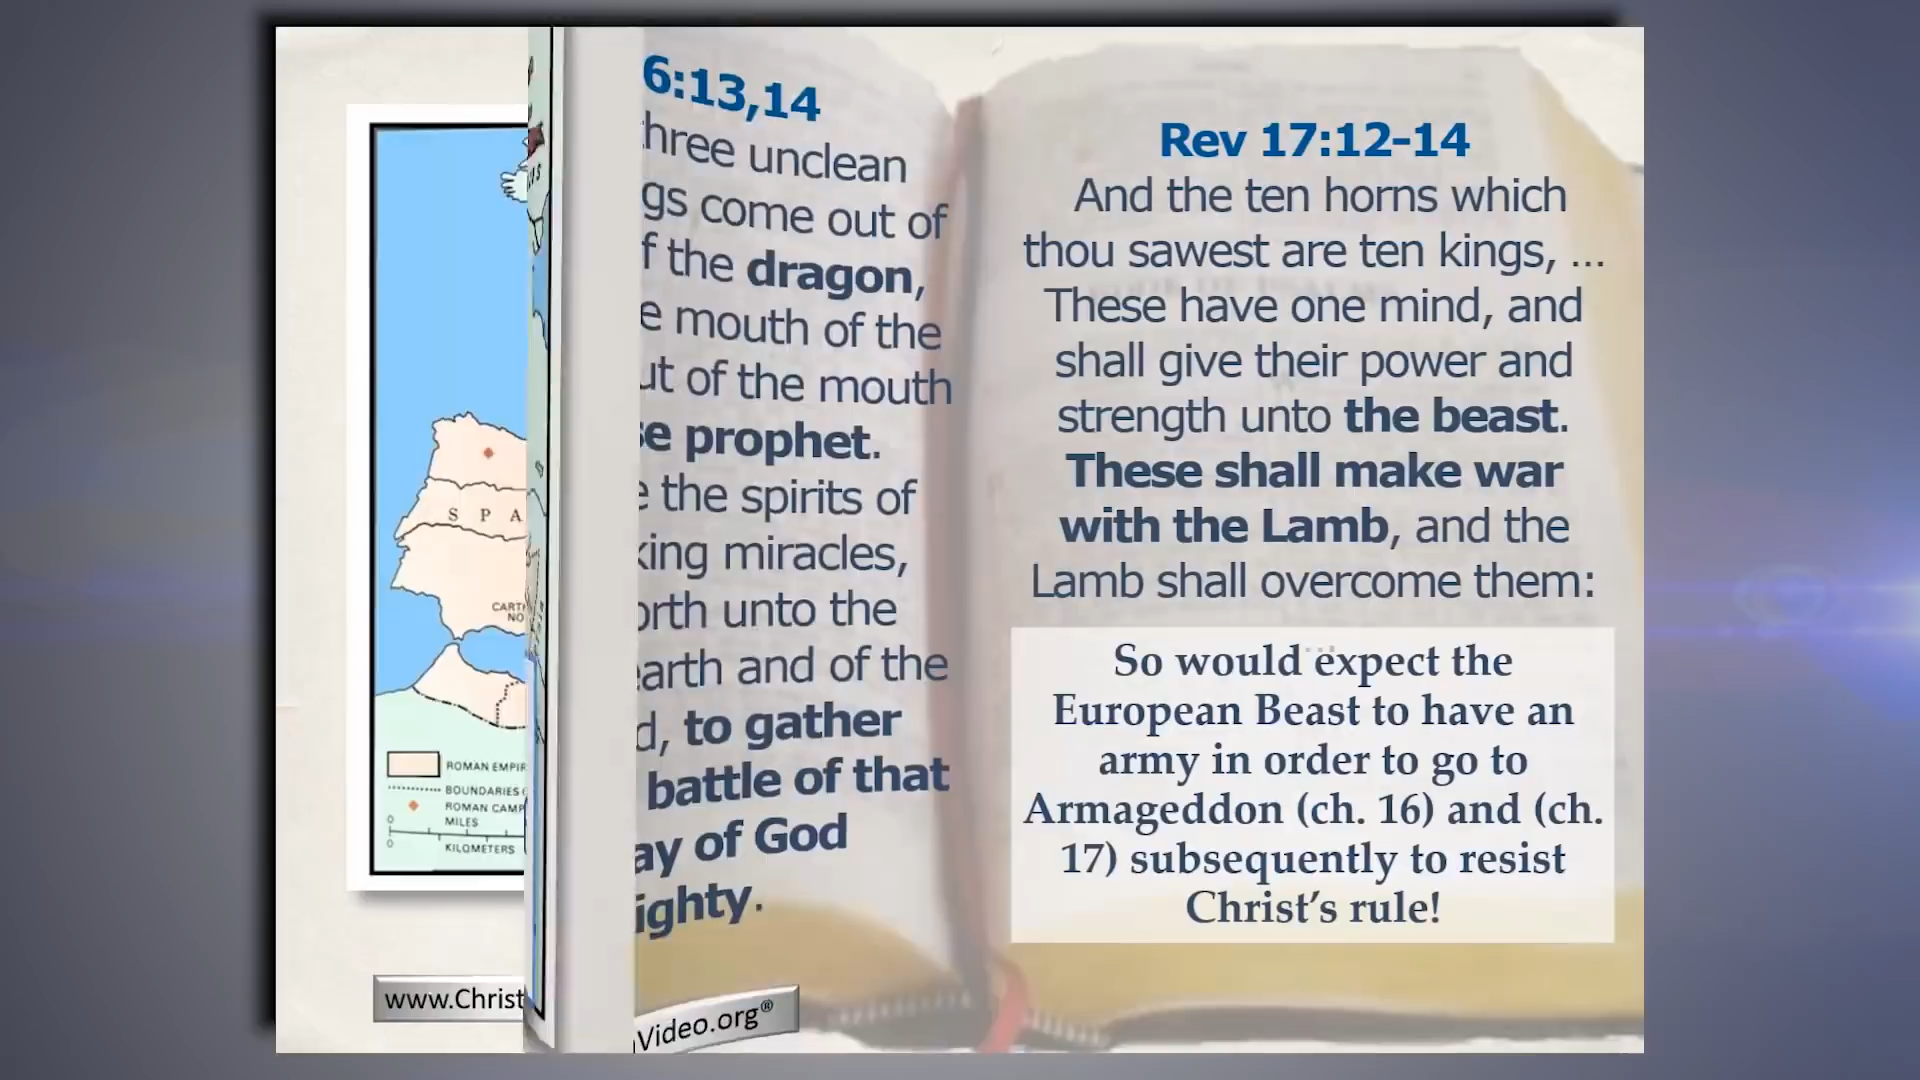 6:13,14
hree unclean
gs come out of
f the dragon,
e mouth of the
ut of the mouth
se prophet.
e the spirits of
king miracles,
orth unto the
earth and of the
d, to gather
battle of that
ay of God
ighty.
Rev 17:12-14
And the ten horns which
thou sawest are ten kings, ...
These have one mind, and
shall give their power and
strength unto the beast.
These shall make war
with the Lamb, and the
Lamb shall overcome them:
So would expect the
European Beast to have an
army in order to go to
Armageddon (ch. 16) and (ch.
17) subsequently to resist
Christ's rule!
S P A
CARTH
NO
ROMAN EMPIR
BOUNDARIES
ROMAN CAMP
0
MILES
0
KILOMETERS
www.Christ
Video.org®